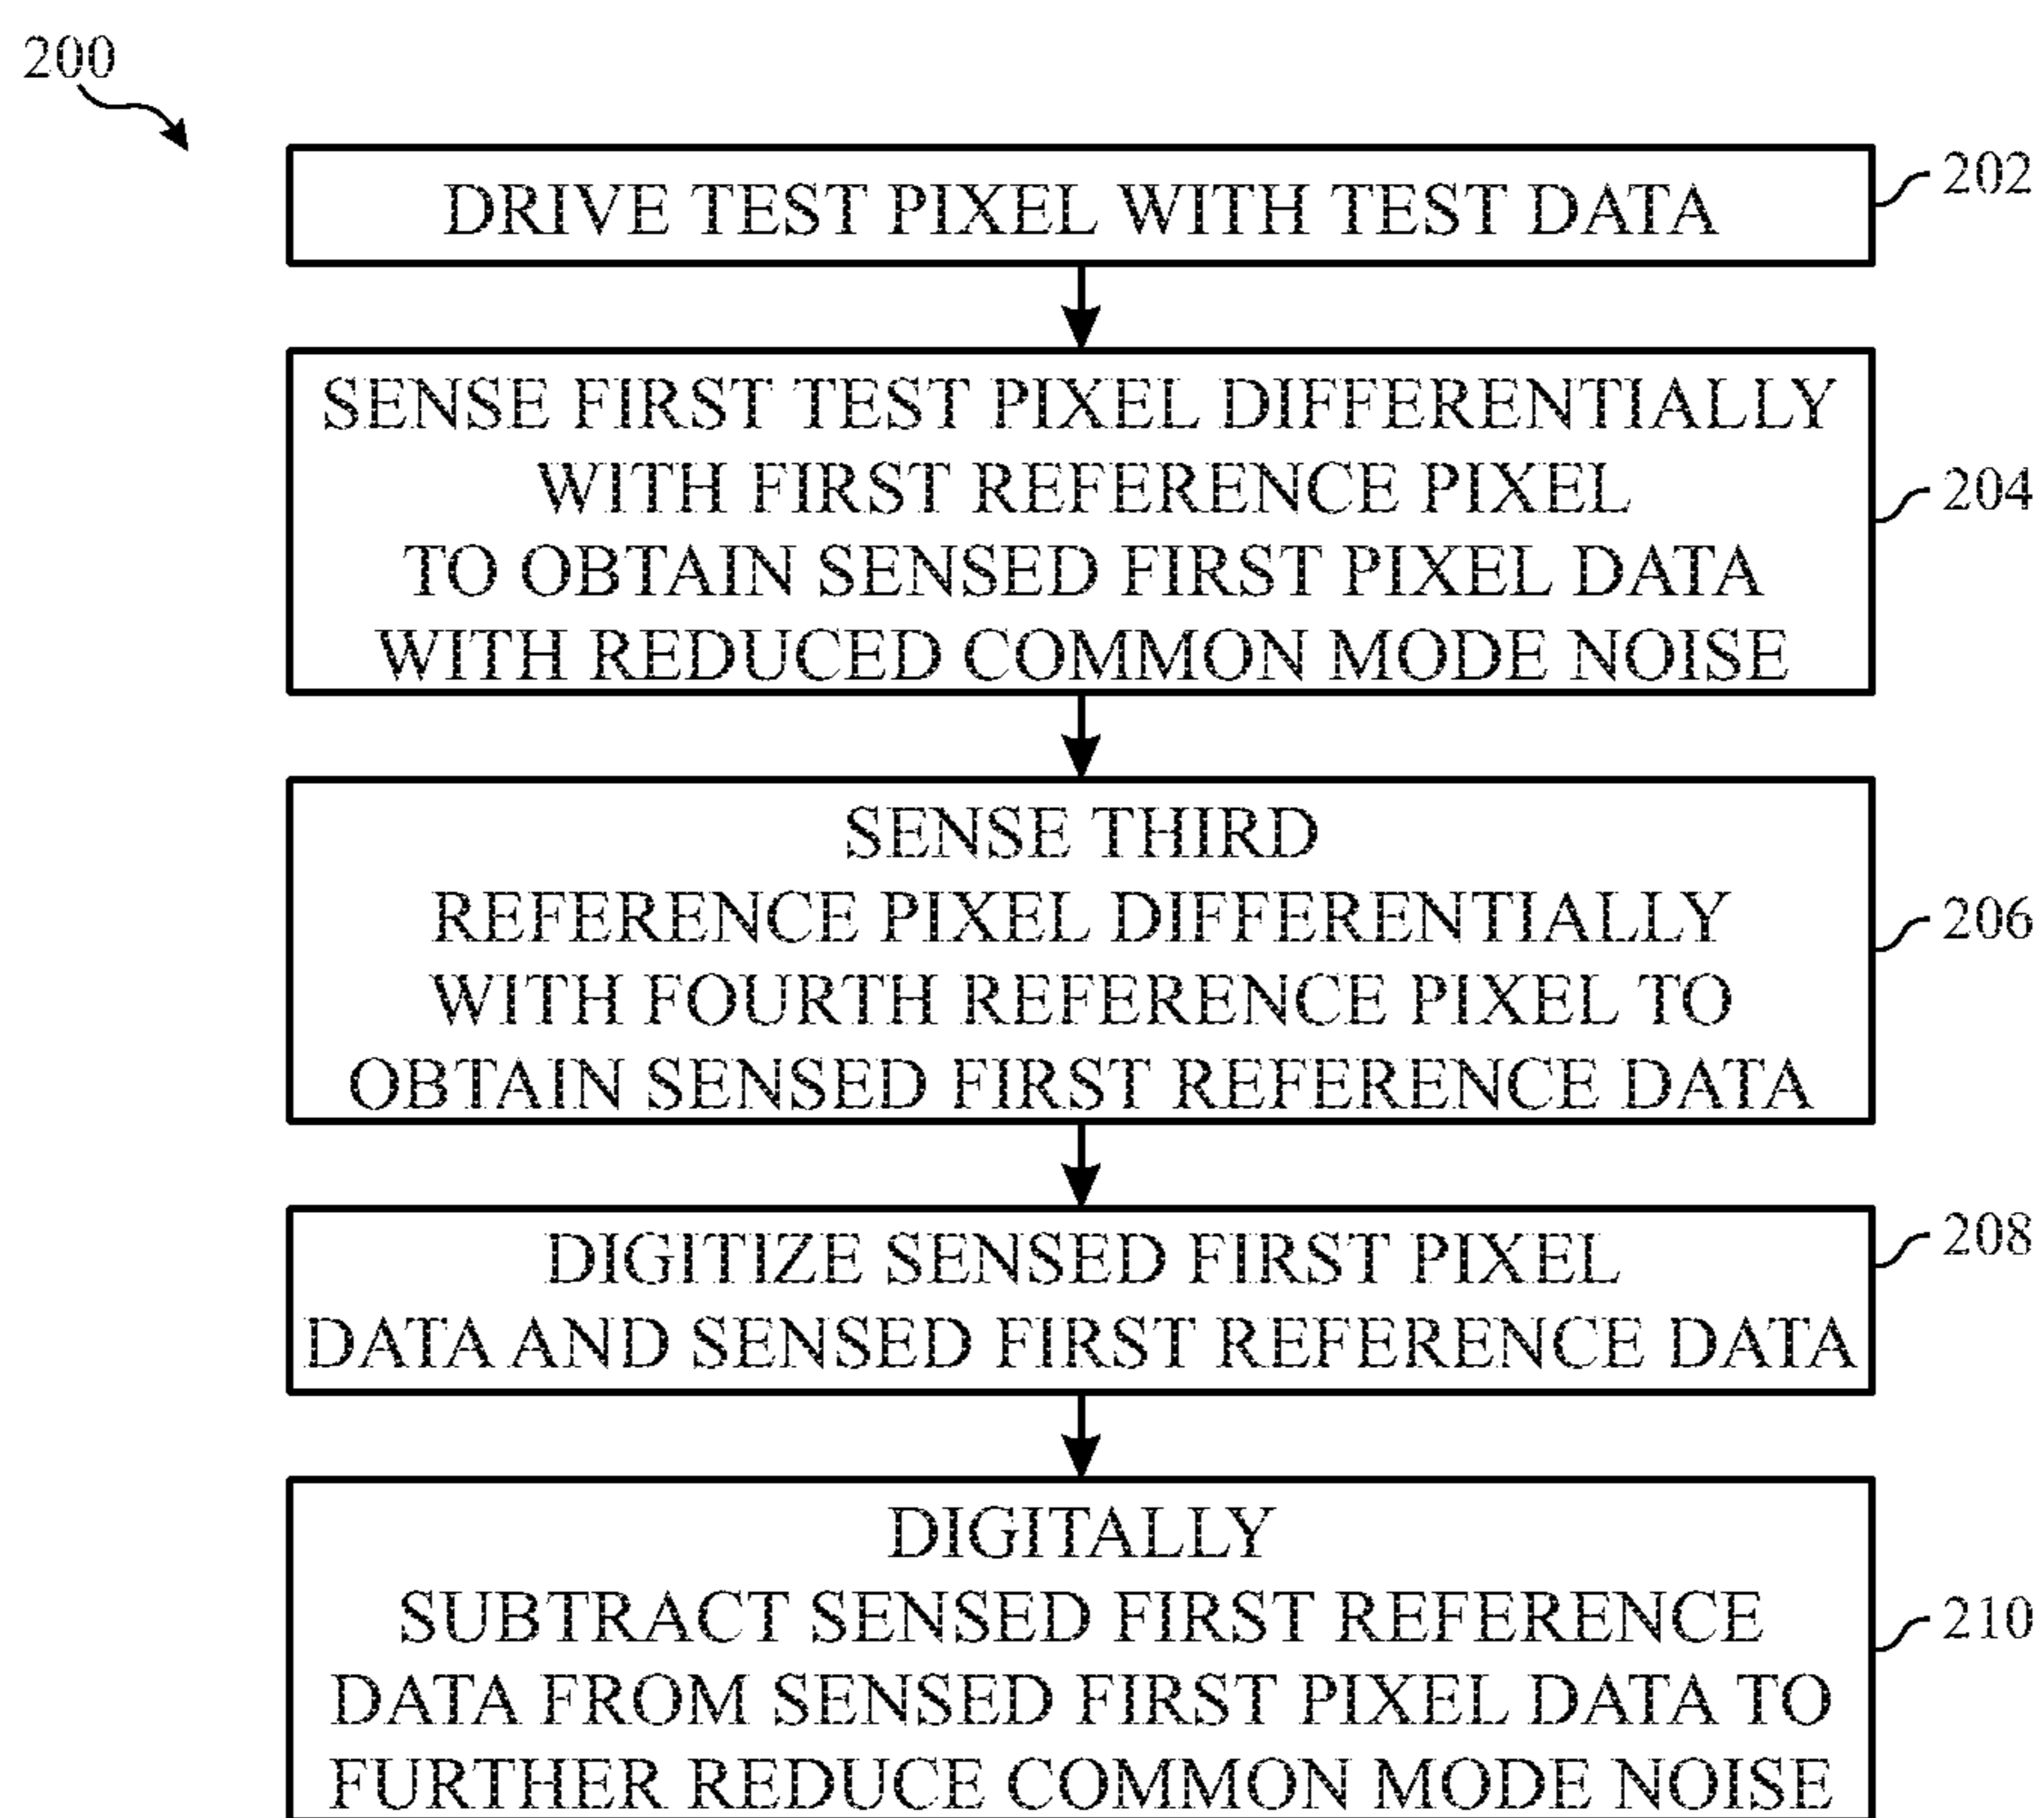 200
DRIVE TEST PIXEL WITH TEST DATA
202
SENSE FIRST TEST PIXEL DIFFERENTIALLY
WITH FIRST REFERENCE PIXEL
TO OBTAIN SENSED FIRST PIXEL DATA
WITH REDUCED COMMON MODE NOISE
204
SENSE THIRD
REFERENCE PIXEL DIFFERENTIALLY
WITH FOURTH REFERENCE PIXEL TO
OBTAIN SENSED FIRST REFERENCE DATA
206
DIGITIZE SENSED FIRST PIXEL
DATA AND SENSED FIRST REFERENCE DATA
208
DIGITALLY
SUBTRACT SENSED FIRST REFERENCE
DATA FROM SENSED FIRST PIXEL DATA TO
FURTHER REDUCE COMMON MODE NOISE
210